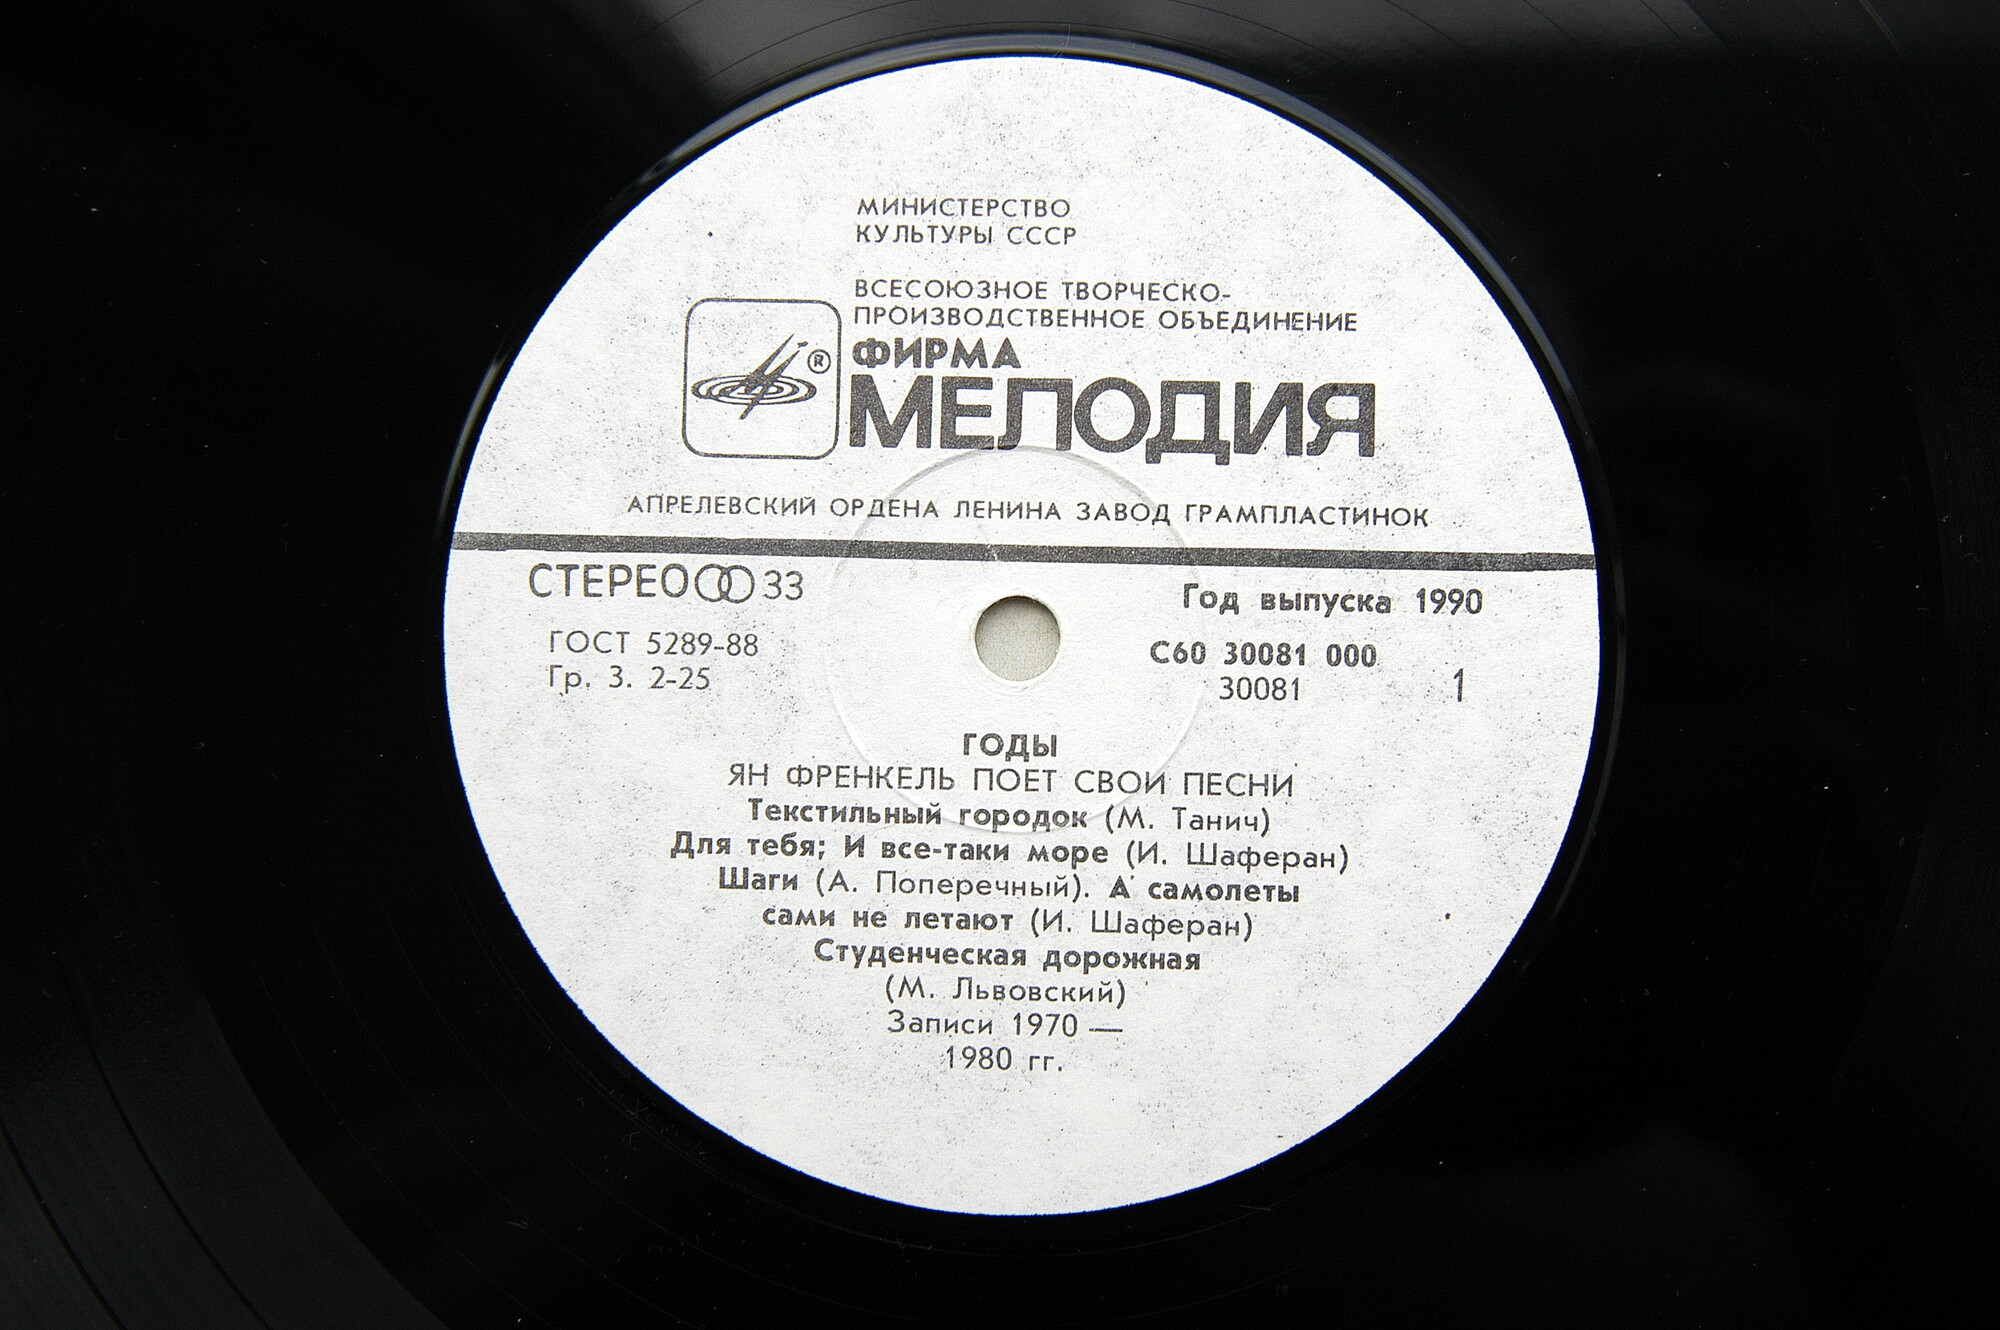 МИНИСТЕРСТВО
КУЛЬТУРЫ СССР
ВСЕСОЮЗНОЕ ТВОРЧЕСКО-
ПРОИЗВОДСТВЕННОЕ ОБЪЕДИНЕНИЕ
ФИРМА
®
МЕЛОДИЯ
АПРЕЛЕВСКИЙ ОРДЕНА ЛЕНИНА ЗАВОД ГРАМПЛАСТИНОК
СТЕРЕО 33
ГОСТ 5289-88
Гр. 3. 2-25
Год выпуска 1990
С60 30081 000
30081 1
ГОДЫ
ЯН ФРЕНКЕЛЬ ПОЕТ СВОИ ПЕСНИ
Текстильный городок (М. Танич)
Для тебя; И все-таки море (И. Шаферан)
Шаги (А. Поперечный). А самолеты
сами не летают (И. Шаферан)
Студенческая дорожная
(М. Львовский)
Записи 1970 —
1980 гг.